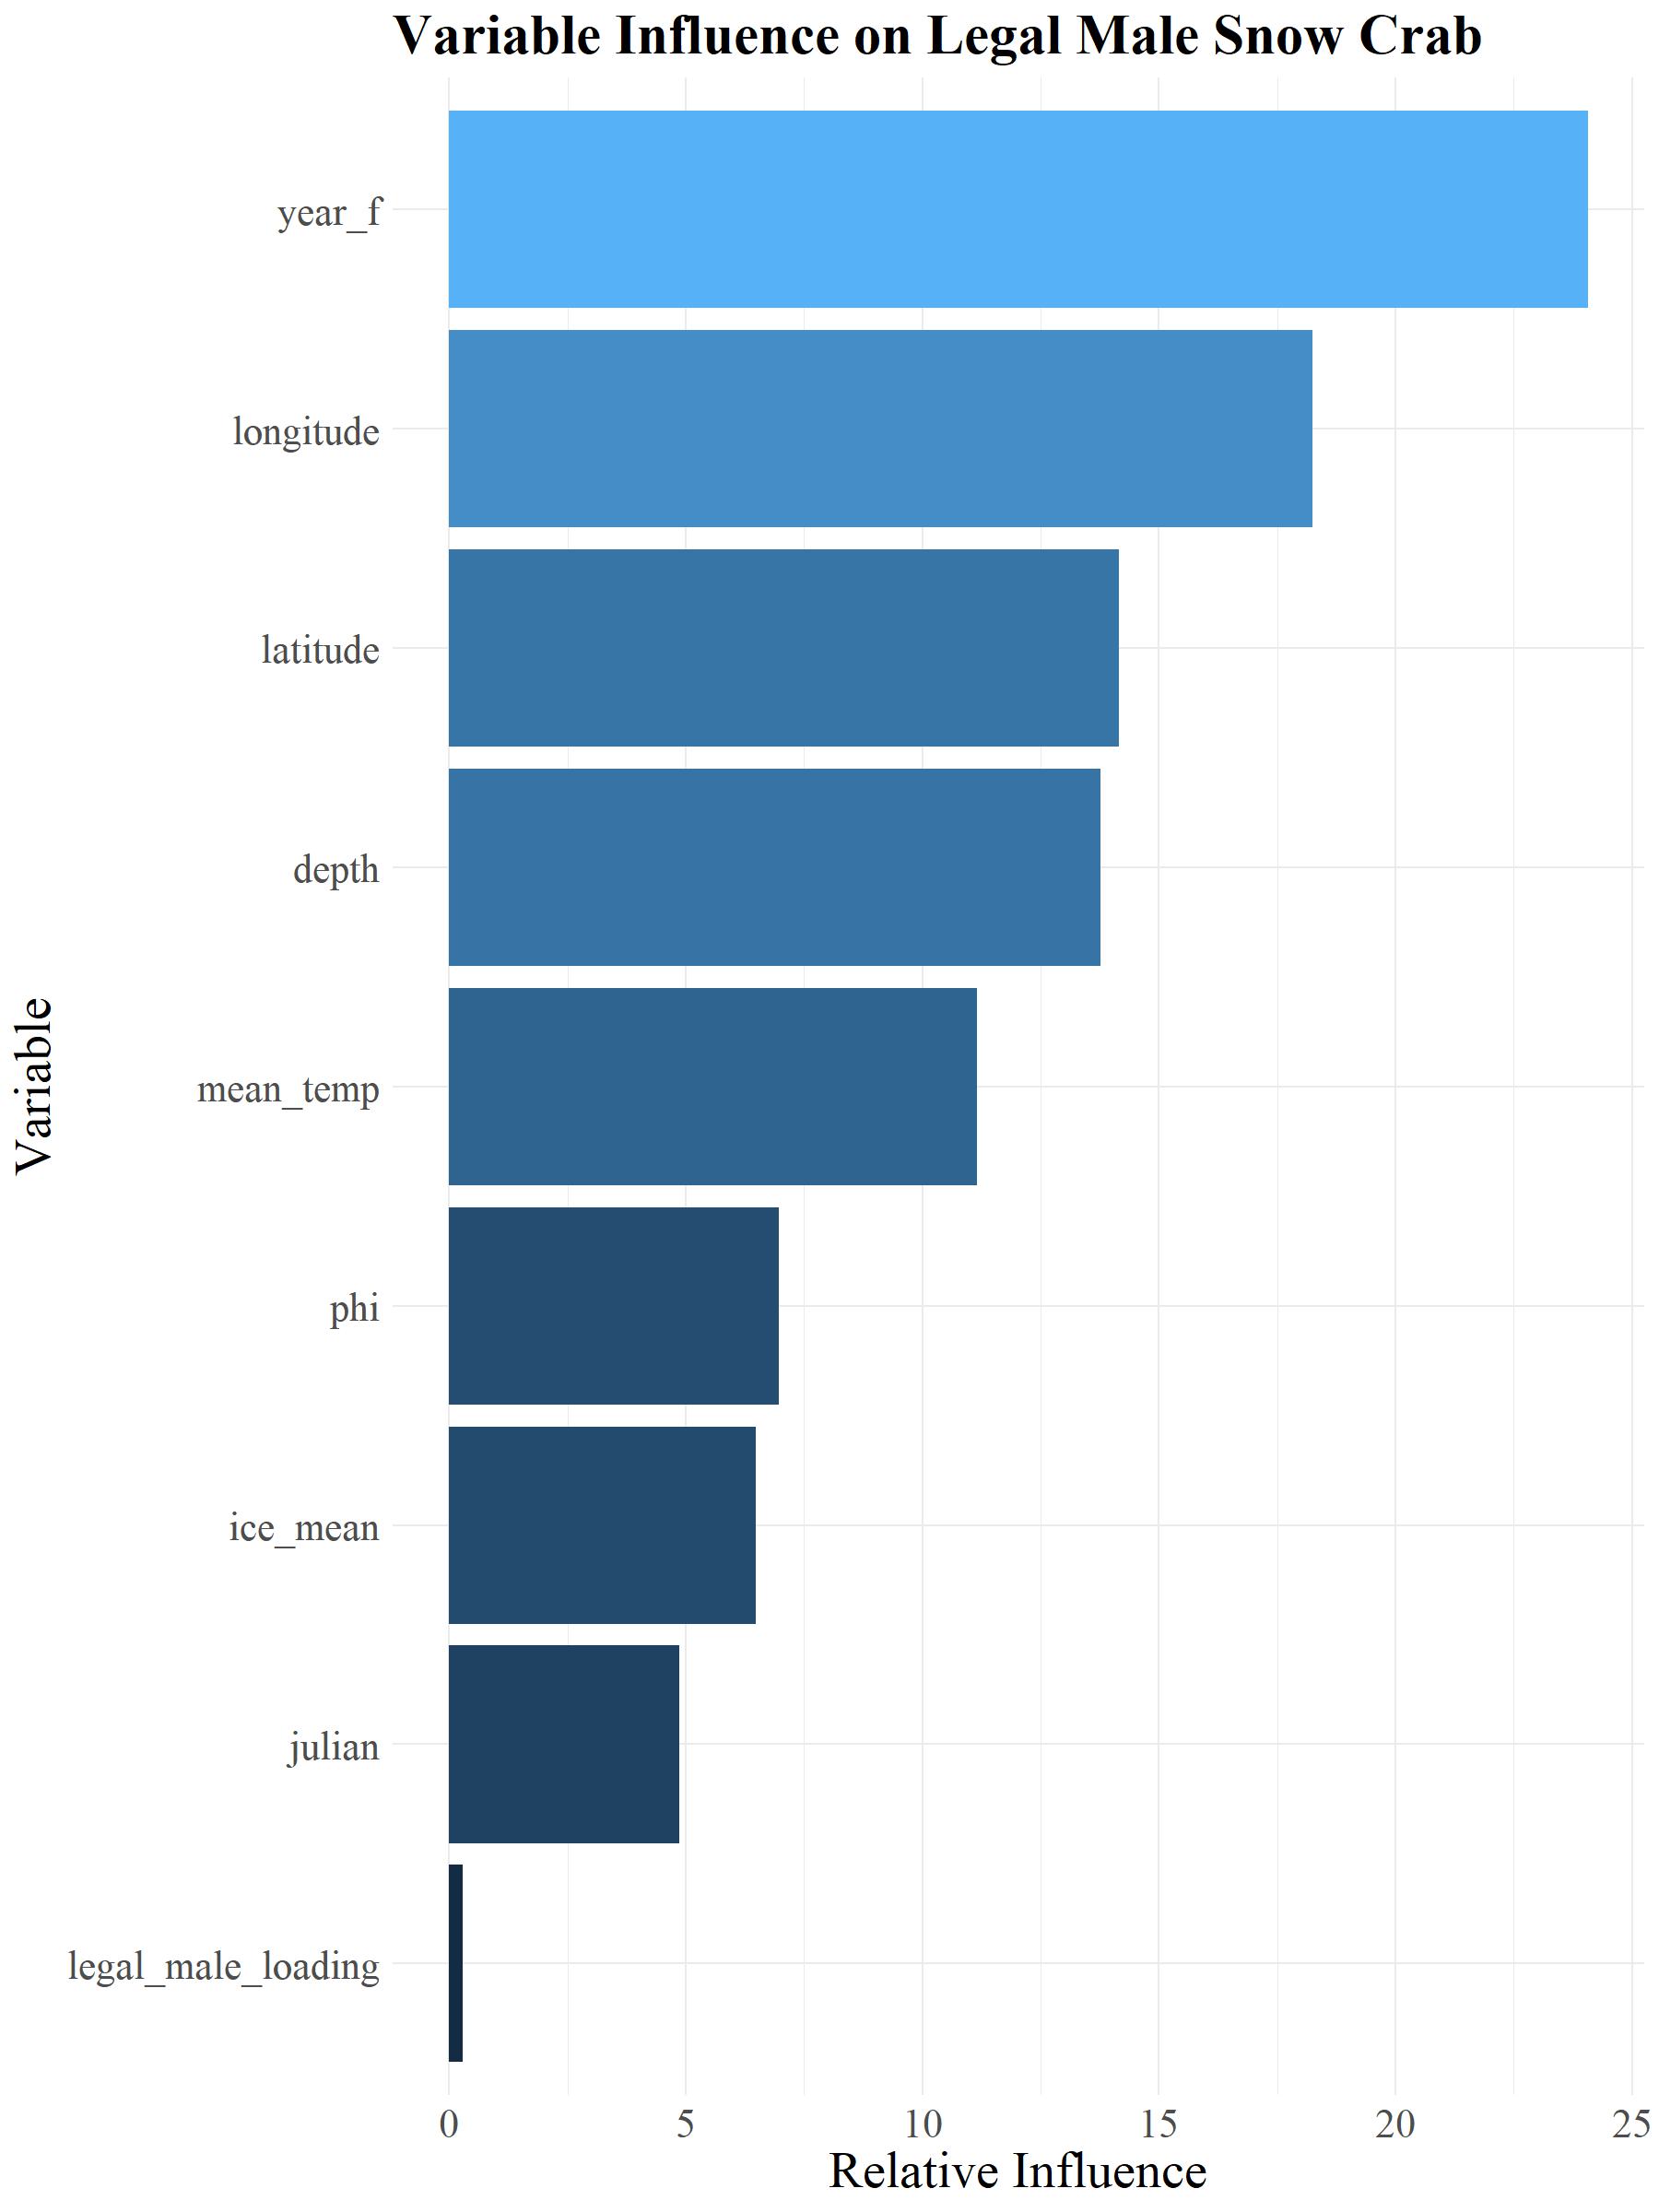 Variable Influence on Legal Male Snow Crab
year_f
longitude
latitude
depth
mean_temp
phi
ice_mean
julian
legal_male_loading
Variable
0 5 10 15 20 25
Relative Influence